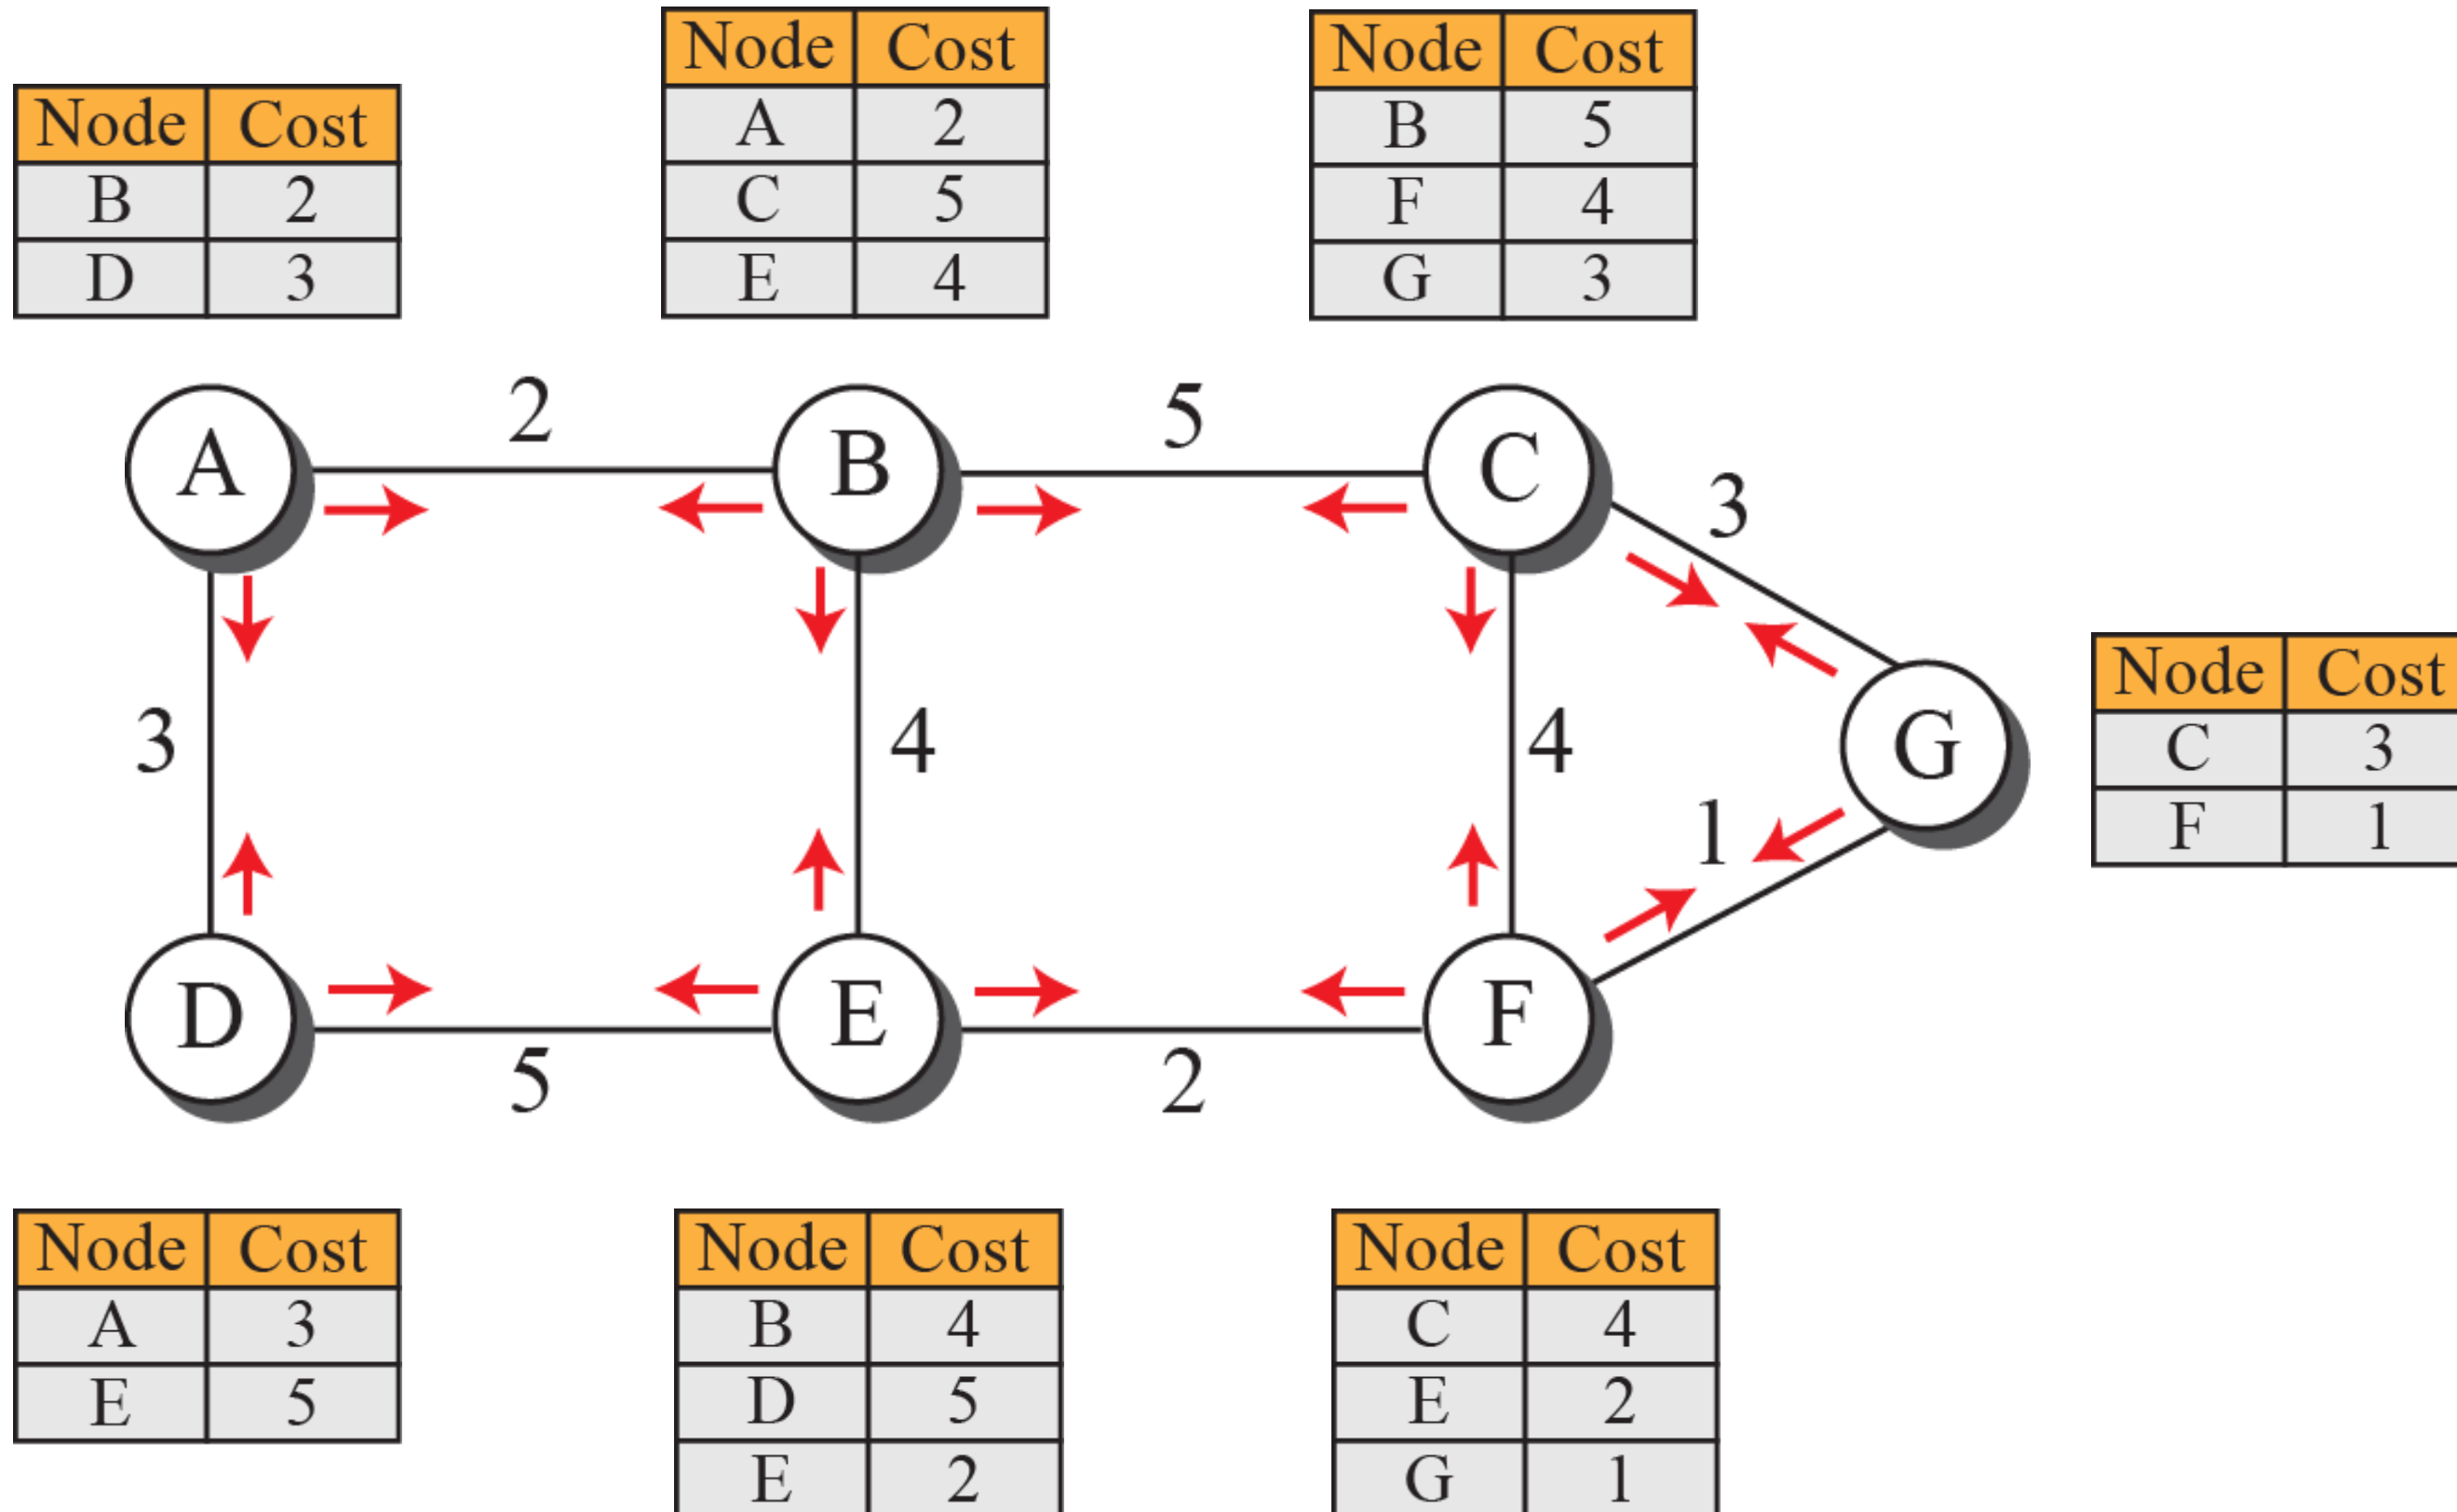 Node Cost
B 2
D 3
Node Cost
A 2
C 5
E 4
Node Cost
B 5
F 4
G 3
A 2 B 5 C 3
3 4 4 G
1
D 5 E 2 F
Node Cost
C 3
F 1
Node Cost
A 3
E 5
Node Cost
B 4
D 5
E 2
Node Cost
C 4
E 2
G 1